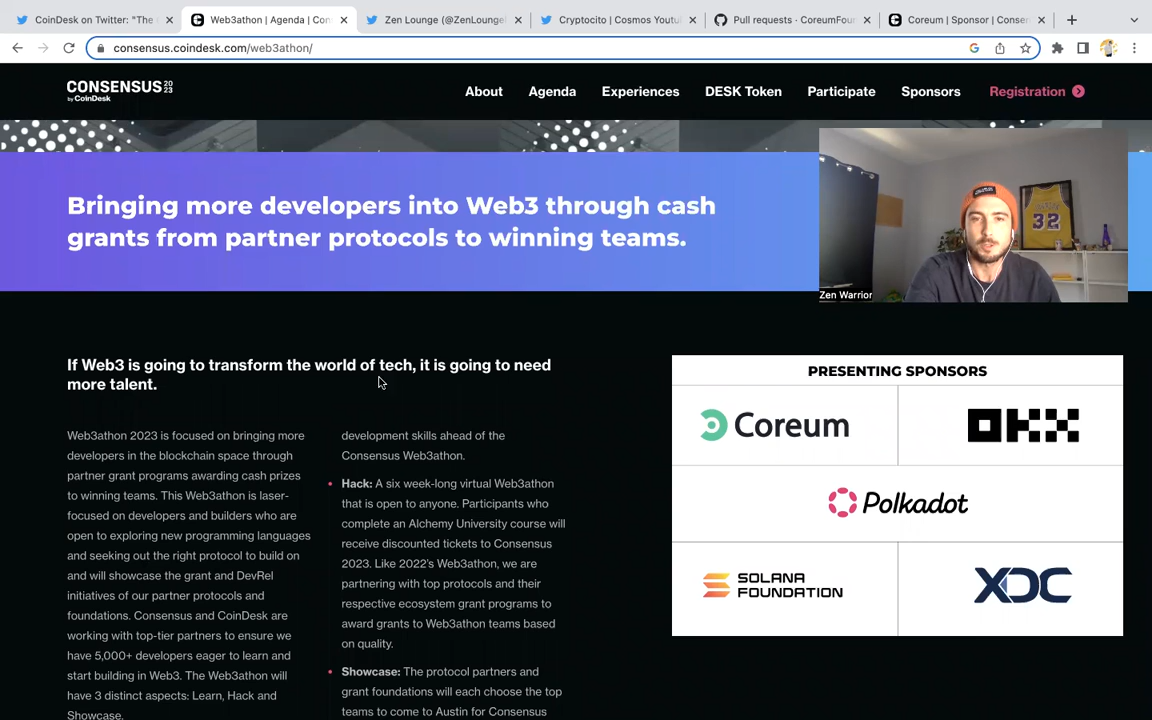 CoinDesk on Twitter: "The
Web3athon | Agenda | Con
Zen Lounge (@ZenLounge
Cryptocito | Cosmos Youtu
Pull requests · CoreumFou
Coreum | Sponsor | Conse
consensus.coindesk.com/web3athon/
CONSENSUS 2023
by CoinDesk
About
Agenda
Experiences
DESK Token
Participate
Sponsors
Registration
Bringing more developers into Web3 through cash
grants from partner protocols to winning teams.
32
Zen Warrior
If Web3 is going to transform the world of tech, it is going to need
more talent.
Web3athon 2023 is focused on bringing more
developers in the blockchain space through
partner grant programs awarding cash prizes
to winning teams. This Web3athon is laser-
focused on developers and builders who are
open to exploring new programming languages
and seeking out the right protocol to build on
and will showcase the grant and DevRel
initiatives of our partner protocols and
foundations. Consensus and CoinDesk are
working with top-tier partners to ensure we
have 5,000+ developers eager to learn and
start building in Web3. The Web3athon will
have 3 distinct aspects: Learn, Hack and
Showcase.
development skills ahead of the
Consensus Web3athon.
• Hack: A six week-long virtual Web3athon
that is open to anyone. Participants who
complete an Alchemy University course will
receive discounted tickets to Consensus
2023. Like 2022's Web3athon, we are
partnering with top protocols and their
respective ecosystem grant programs to
award grants to Web3athon teams based
on quality.
• Showcase: The protocol partners and
grant foundations will each choose the top
teams to come to Austin for Consensus
PRESENTING SPONSORS
Coreum
OKX
Polkadot
SOLANA
FOUNDATION
XDC